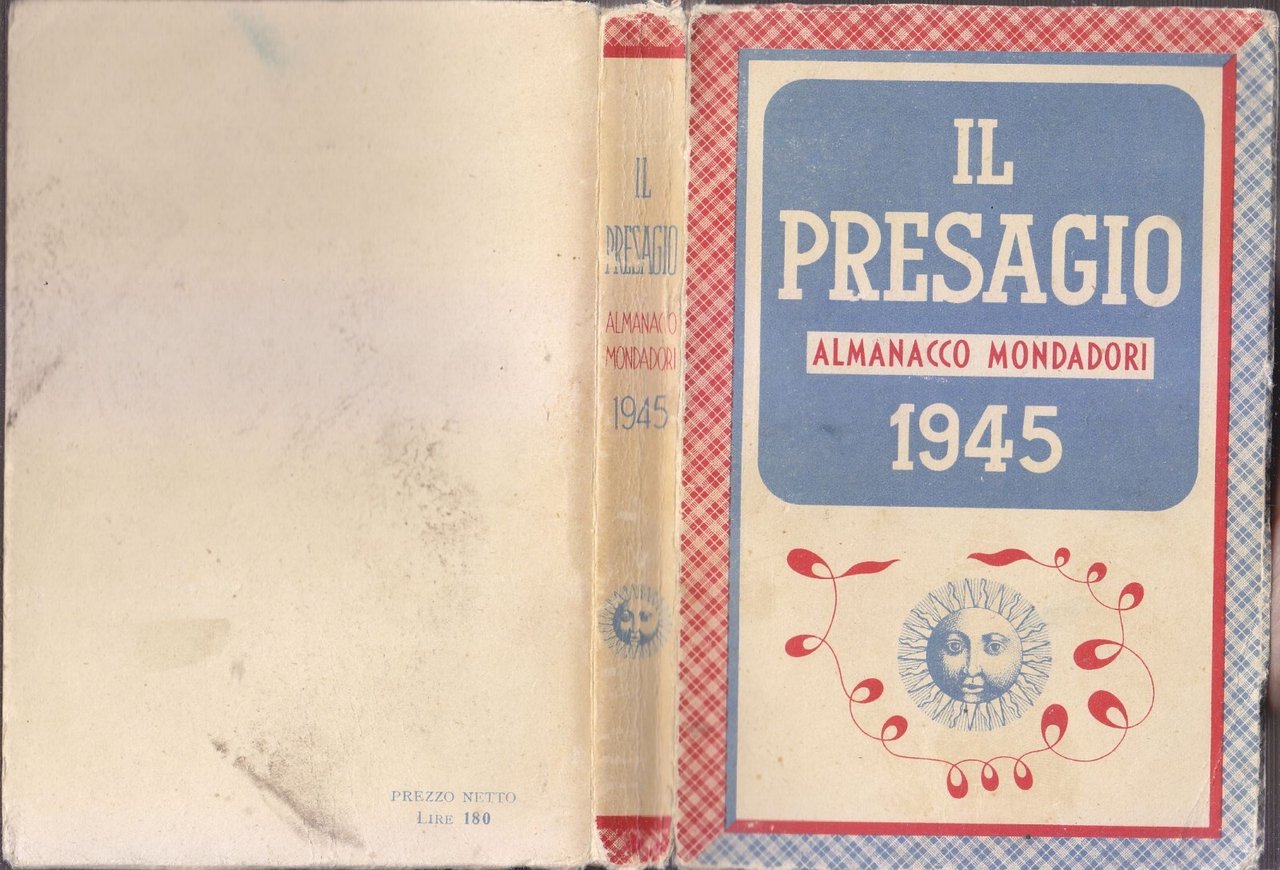 PREZZO NETTO
LIRE 180
IL
PRESAGIO
ALMANACCO
MONDADORI
1945
IL
PRESAGIO
ALMANACCO MONDADORI
1945